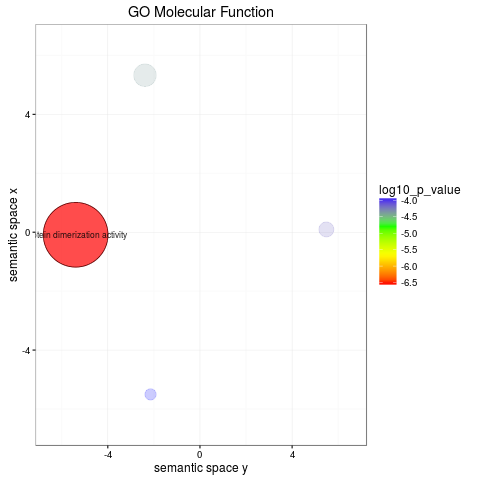 GO Molecular Function
semantic space x
4
0
-4
tein dimerization activity
-4
0
4
semantic space y
log10_p_value
-4.0
-4.5
-5.0
-5.5
-6.0
-6.5